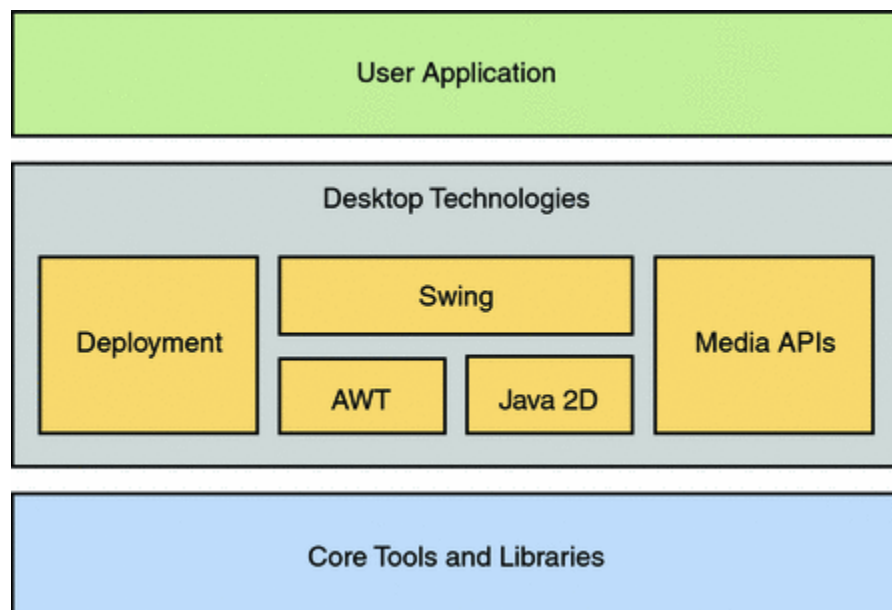 User Application
Desktop Technologies
Deployment
Swing
AWT
Java 2D
Media APIs
Core Tools and Libraries